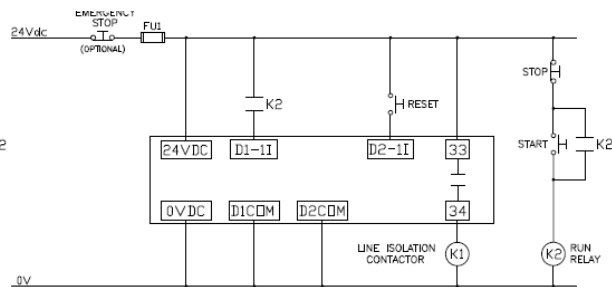 EMERGENCY
STOP
FU1
24Vdc
(OPTIONAL)
STOP
K2
RESET
START
K2
2
24VDC
D1-1I
D2-1I
33
0VDC
D1COM
D2COM
34
LINE ISOLATION
CONTACTOR
K1
K2
RUN
RELAY
0V